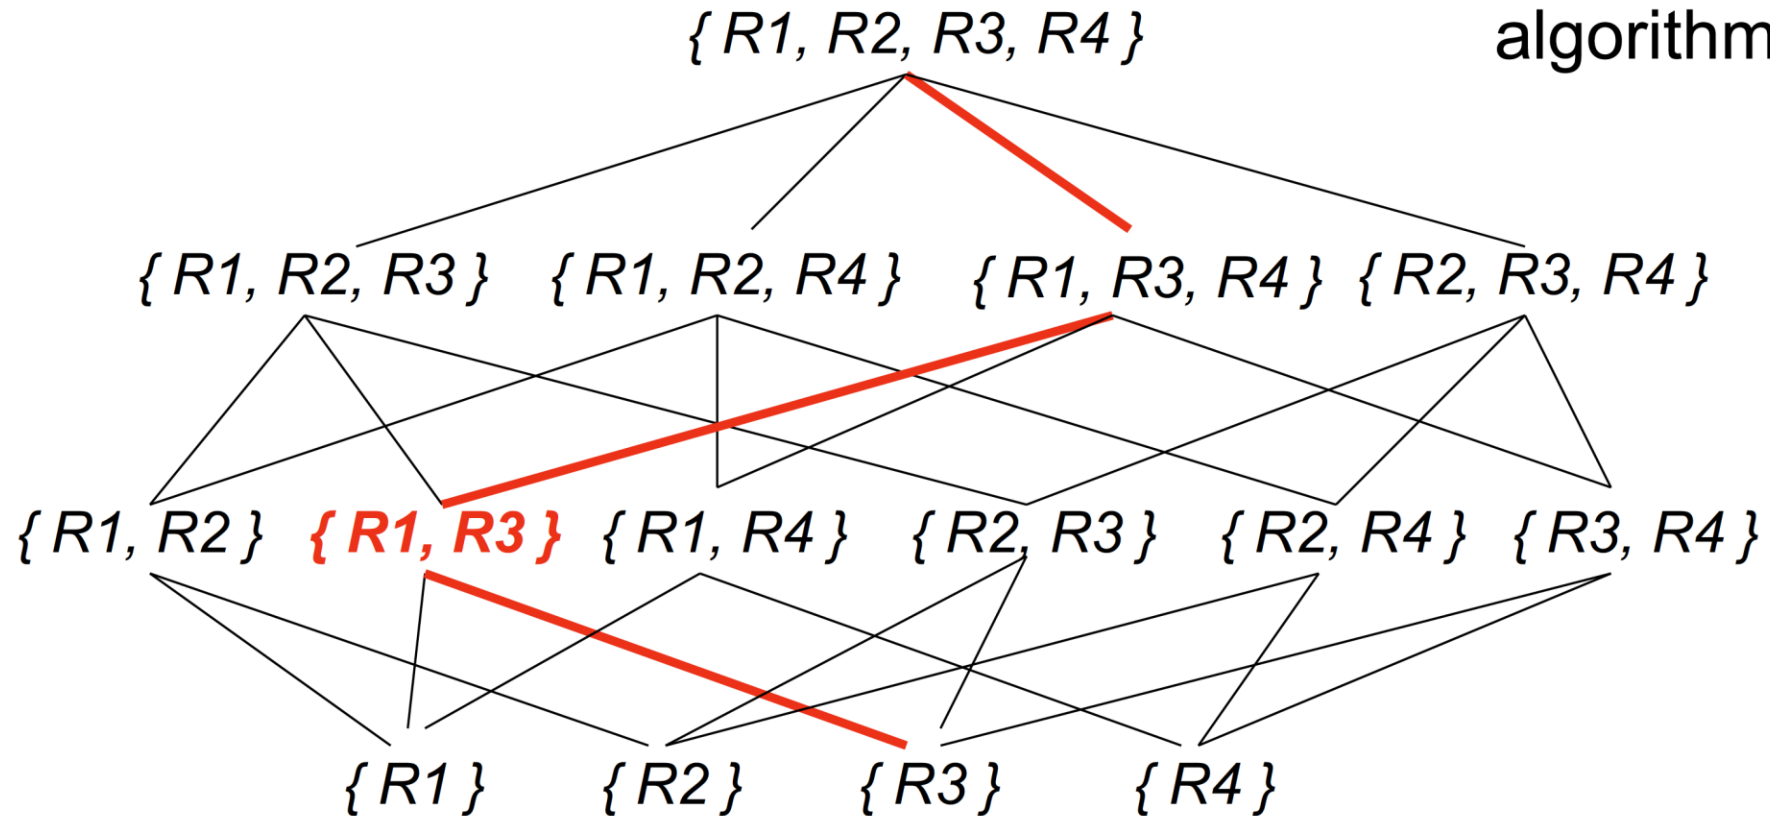 { R1, R2, R3, R4 }
algorithm
{ R1, R2, R3 } { R1, R2, R4 } { R1, R3, R4 } { R2, R3, R4 }
{ R1, R2 } { R1, R3 } { R1, R4 } { R2, R3 } { R2, R4 } { R3, R4 }
{ R1 } { R2 } { R3 } { R4 }